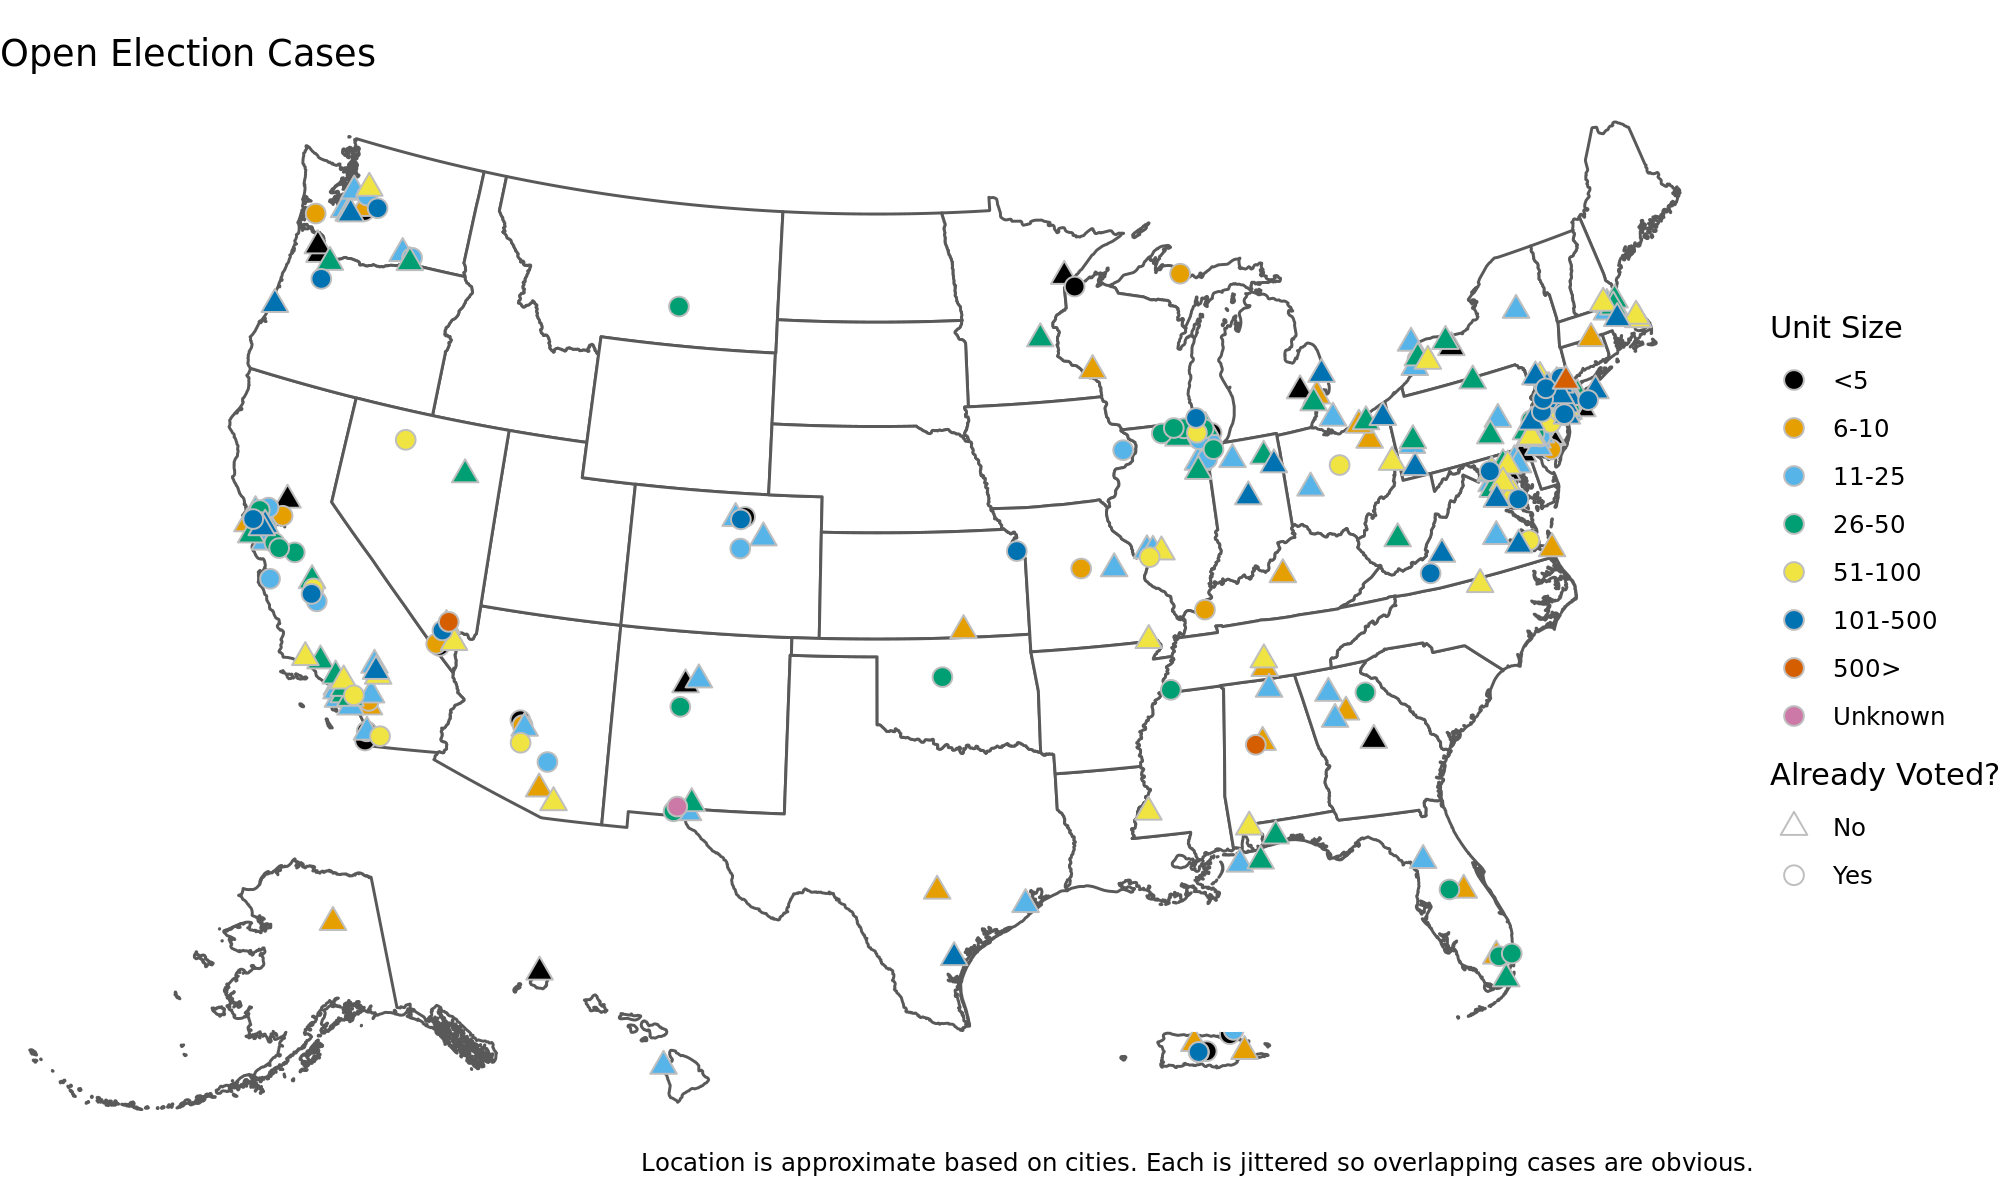 Open Election Cases
Unit Size
<5
6-10
11-25
26-50
51-100
101-500
500>
Unknown
Already Voted?
No
Yes
Location is approximate based on cities. Each is jittered so overlapping cases are obvious.